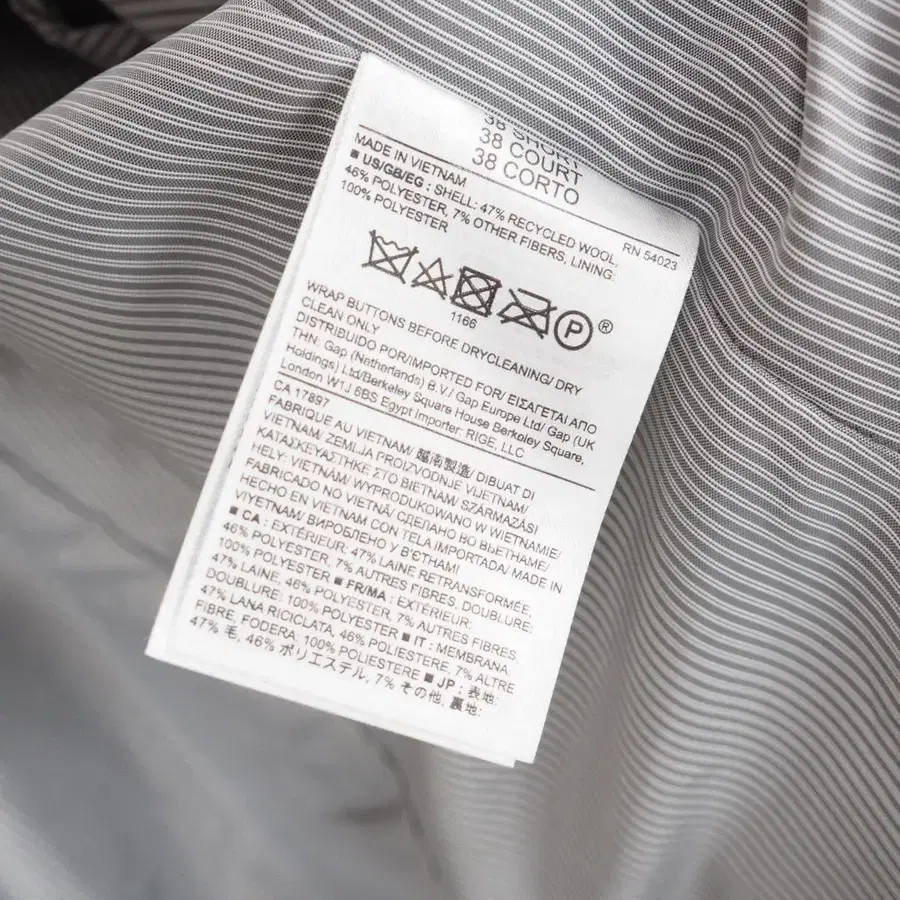 38 SHORT
38 COURT
38 CORTO
MADE IN VIETNAM
RN 54023
■ US/GB/EG : SHELL: 47% RECYCLED WOOL,
46% POLYESTER, 7% OTHER FIBERS, LINING:
100% POLYESTER
1166
P ®
WRAP BUTTONS BEFORE DRYCLEANING/ DRY
CLEAN ONLY
DISTRIBUIDO POR/IMPORTED FOR/ ΕΙΣΑΓΕΤΑΙ ΑΠΟ
THN: Gap (Netherlands) B.V./ Gap Europe Ltd/ Gap (UK
Holdings) Ltd/Berkeley Square House Berkeley Square,
London W1J 6BS Egypt Importer: RIGE, LLC
CA 17897
FABRIQUE AU VIETNAM/ 越南製造/ DIBUAT DI
VIETNAM/ ZEMLJA PROIZVODNJE VIJETNAM/
ΚΑΤΑΣΚΕΥΑΣΤΗΚΕ ΣΤΟ ΒΙΕΤΝΑΜ/ SZÁRMAZÁSI
HELY: VIETNAM/ WYPRODUKOWANO W WIETNAMIE/
FABRICADO NO VIETNÃ/ СДЕЛАНО ВО ВЬЕТНАМЕ/
HECHO EN VIETNAM CON TELA IMPORTADA/ MADE IN
VIYETNAM/ ВИРОБЛЕНО У В'ЄТНАМІ
■ CA : EXTÉRIEUR: 47% LAINE RETRANSFORMÉE,
46% POLYESTER, 7% AUTRES FIBRES, DOUBLURE:
100% POLYESTER ■ FR/MA : EXTÉRIEUR:
47% LAINE, 46% POLYESTER, 7% AUTRES FIBRES,
DOUBLURE: 100% POLYESTER ■ IT : MEMBRANA:
47% LANA RICICLATA, 46% POLIESTERE, 7% ALTRE
FIBRE, FODERA: 100% POLIESTERE ■ JP : 表地:
47% 毛, 46% ポリエステル, 7% その他, 裏地: